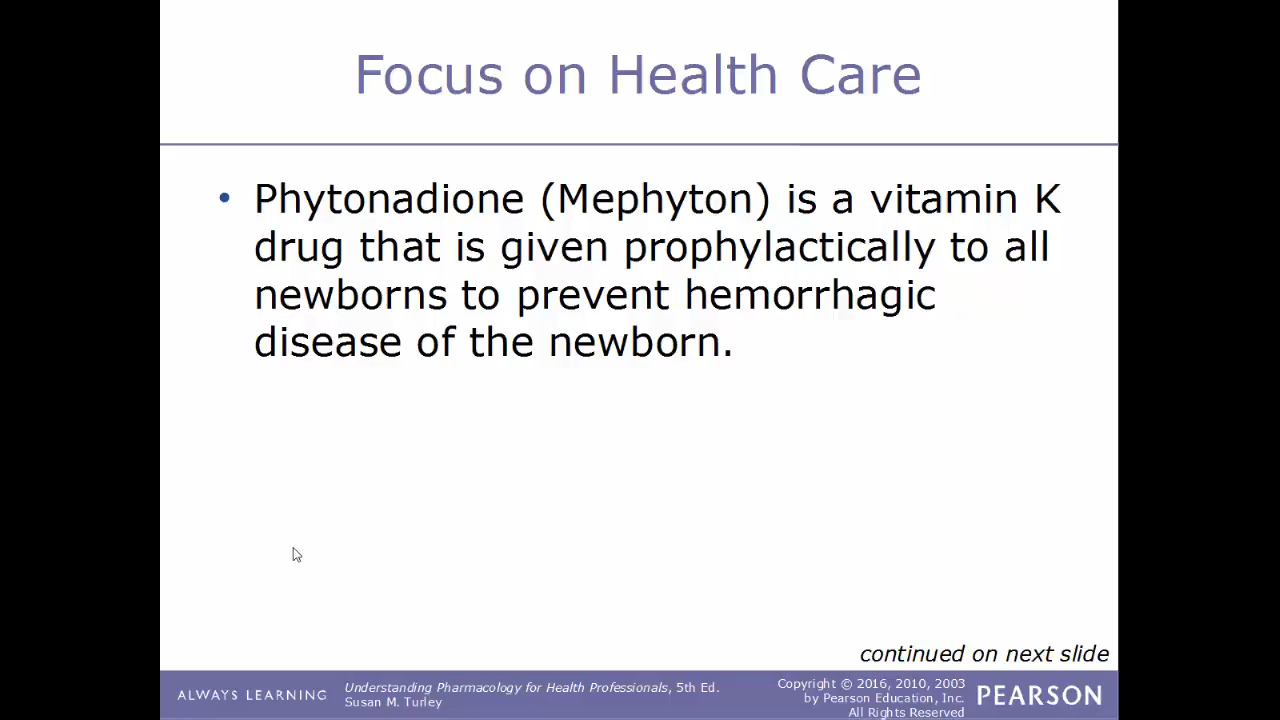 Focus on Health Care
• Phytonadione (Mephyton) is a vitamin K
drug that is given prophylactically to all
newborns to prevent hemorrhagic
disease of the newborn.
continued on next slide
ALWAYS LEARNING
Understanding Pharmacology for Health Professionals, 5th Ed.
Susan M. Turley
Copyright © 2016, 2010, 2003
by Pearson Education, Inc.
All Rights Reserved
PEARSON